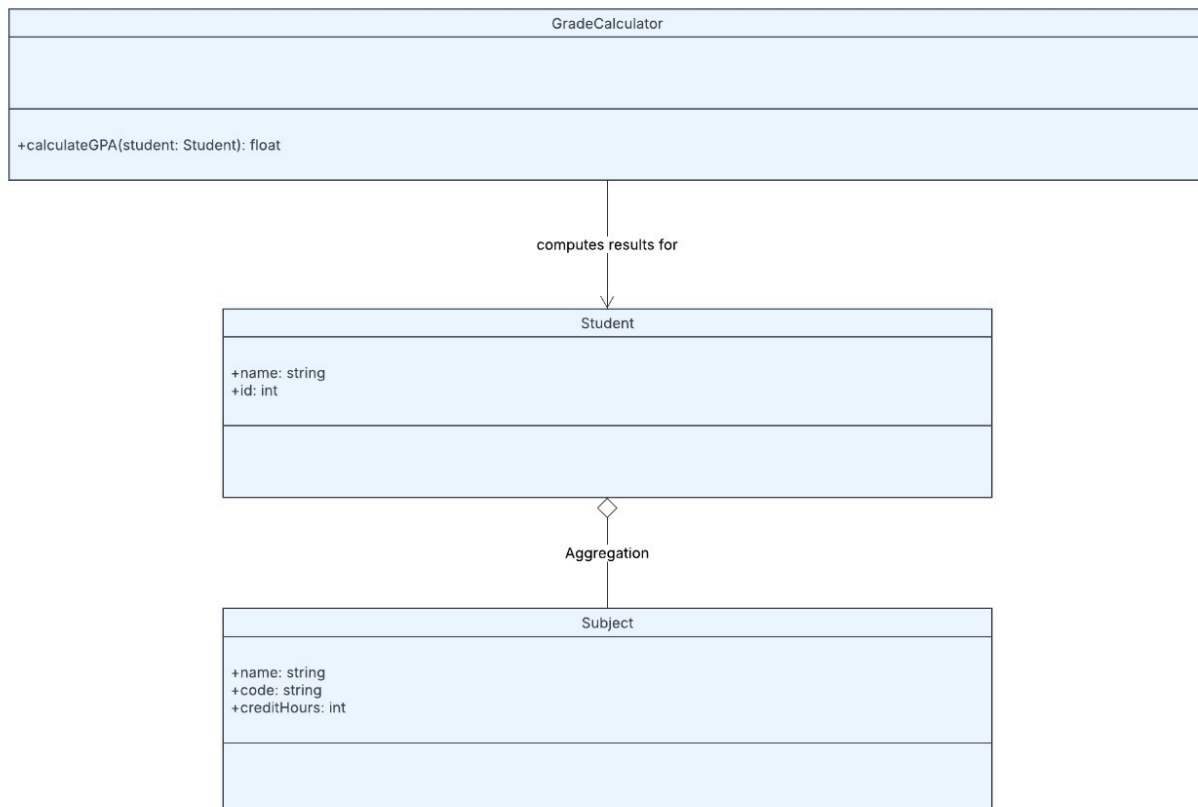 GradeCalculator
+calculateGPA(student: Student): float
computes results for
Student
+name: string
+id: int
Aggregation
Subject
+name: string
+code: string
+creditHours: int